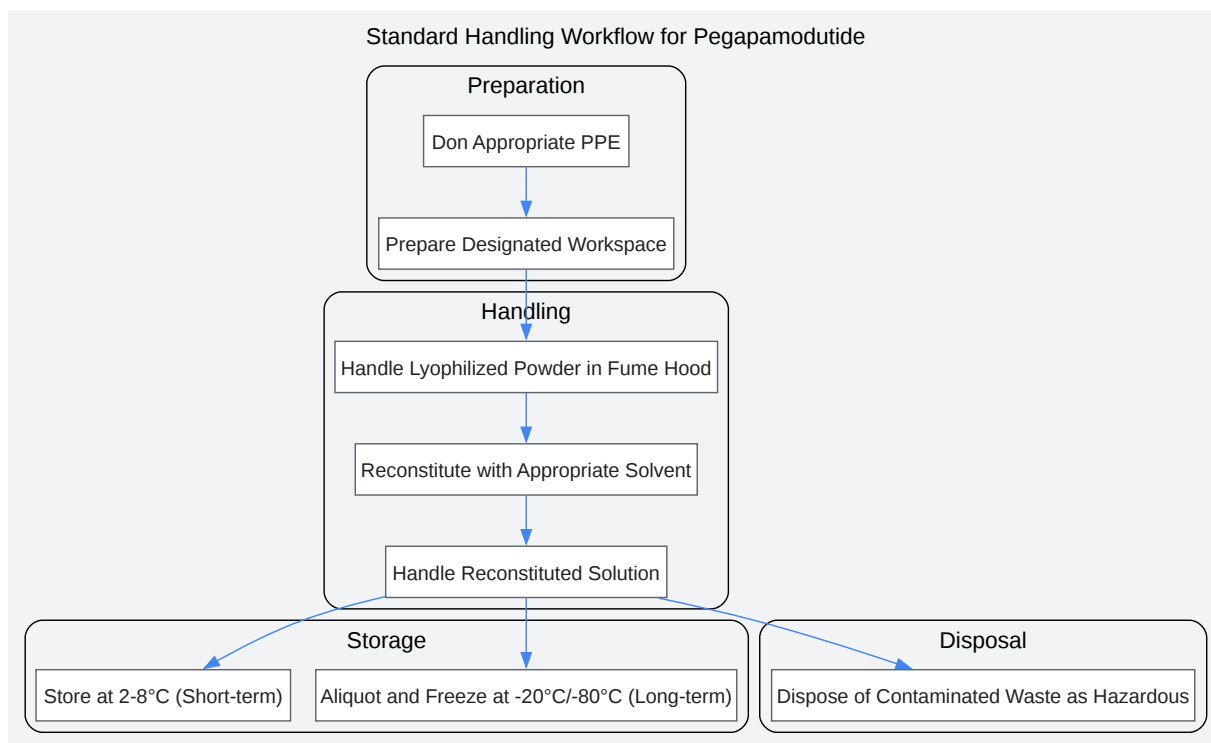 Standard Handling Workflow for Pegapamodutide
Preparation
Don Appropriate PPE
Prepare Designated Workspace
Handling
Handle Lyophilized Powder in Fume Hood
Reconstitute with Appropriate Solvent
Handle Reconstituted Solution
Storage
Store at 2-8°C (Short-term)
Aliquot and Freeze at -20°C/-80°C (Long-term)
Disposal
Dispose of Contaminated Waste as Hazardous